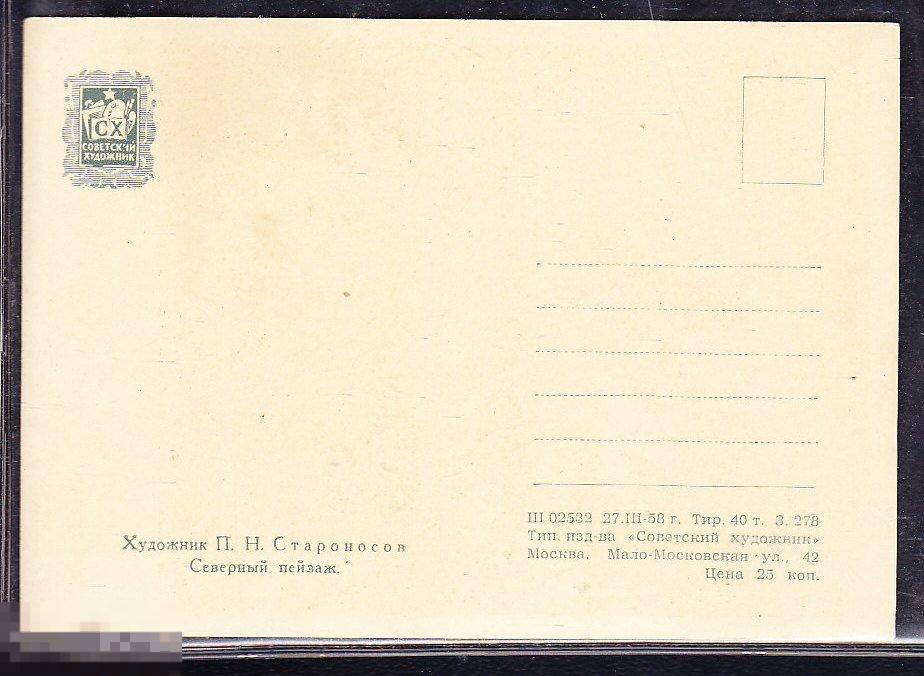 СХ
СОВЕТСКИЙ
ХУДОЖНИК
Художник П. Н. Староносов
Северный пейзаж.
Ш 02532 27.III-58 г. Тир. 40 т. З. 278
Тип. изд-ва «Советский художник»
Москва, Мало-Московская ул., 42
Цена 25 коп.